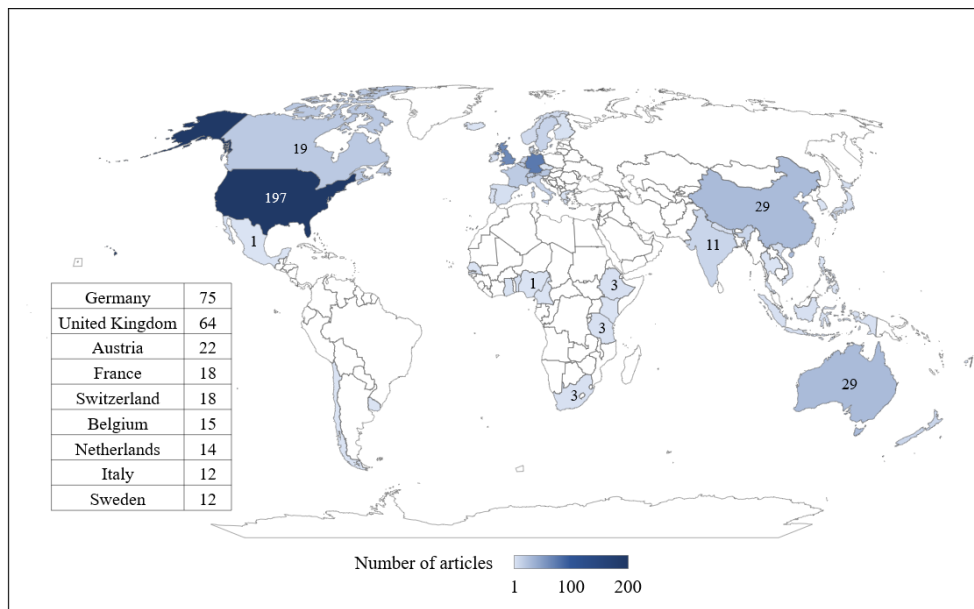 19
197
1
29
11
1
3
3
3
29
Germany 75
United Kingdom 64
Austria 22
France 18
Switzerland 18
Belgium 15
Netherlands 14
Italy 12
Sweden 12
Number of articles
1 100 200